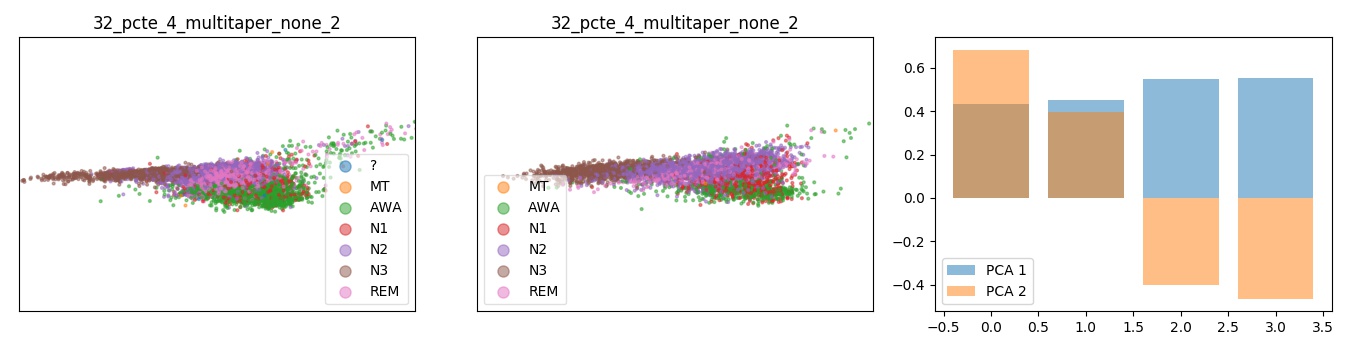 32_pcte_4_multitaper_none_2
?
MT
AWA
N1
N2
N3
REM
32_pcte_4_multitaper_none_2
MT
AWA
N1
N2
N3
REM
0.6
0.4
0.2
0.0
−0.2
−0.4
PCA 1
PCA 2
−0.5
0.0
0.5
1.0
1.5
2.0
2.5
3.0
3.5